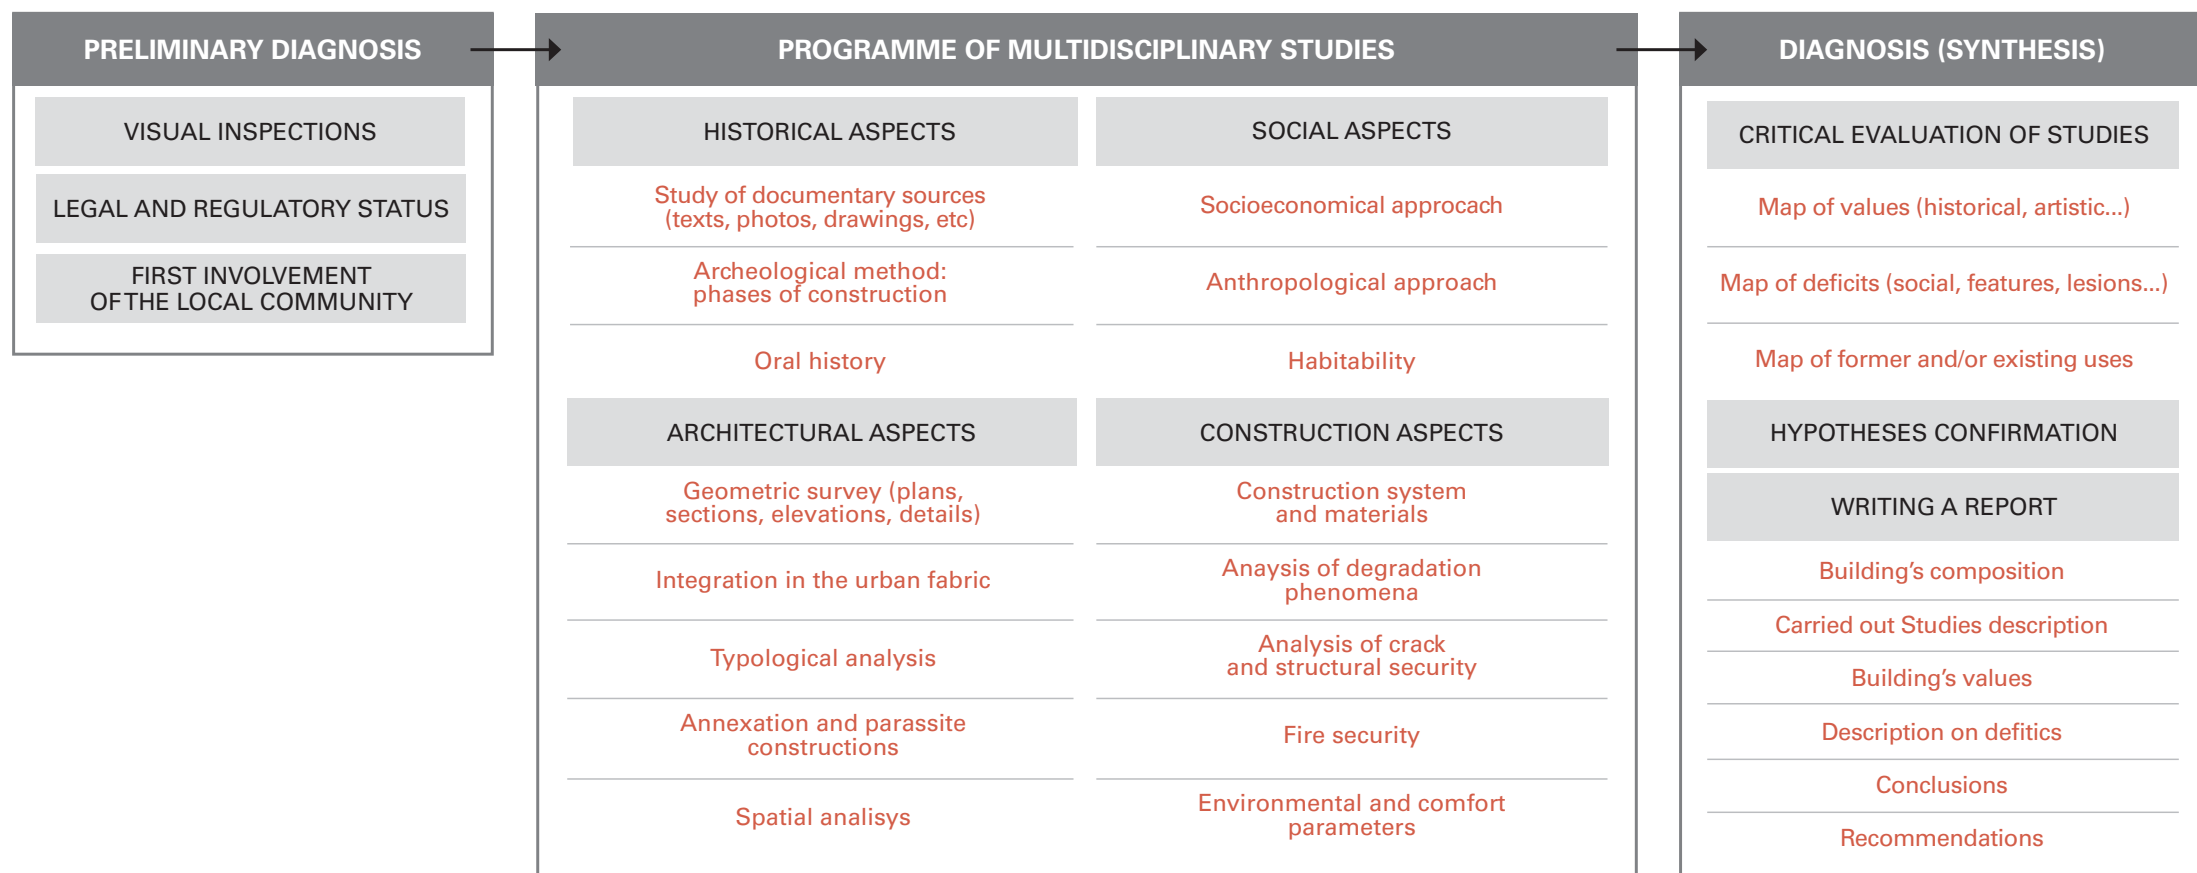 PRELIMINARY DIAGNOSIS
VISUAL INSPECTIONS
LEGAL AND REGULATORY STATUS
FIRST INVOLVEMENT
OF THE LOCAL COMMUNITY
PROGRAMME OF MULTIDISCIPLINARY STUDIES
HISTORICAL ASPECTS
Study of documentary sources
(texts, photos, drawings, etc)
Archeological method:
phases of construction
Oral history
SOCIAL ASPECTS
Socioeconomical approcach
Anthropological approach
Habitability
ARCHITECTURAL ASPECTS
Geometric survey (plans,
sections, elevations, details)
Integration in the urban fabric
Typological analysis
Annexation and parassite
constructions
Spatial analisys
CONSTRUCTION ASPECTS
Construction system
and materials
Anaysis of degradation
phenomena
Analysis of crack
and structural security
Fire security
Environmental and comfort
parameters
DIAGNOSIS (SYNTHESIS)
CRITICAL EVALUATION OF STUDIES
Map of values (historical, artistic...)
Map of deficits (social, features, lesions...)
Map of former and/or existing uses
HYPOTHESES CONFIRMATION
WRITING A REPORT
Building’s composition
Carried out Studies description
Building’s values
Description on defitics
Conclusions
Recommendations